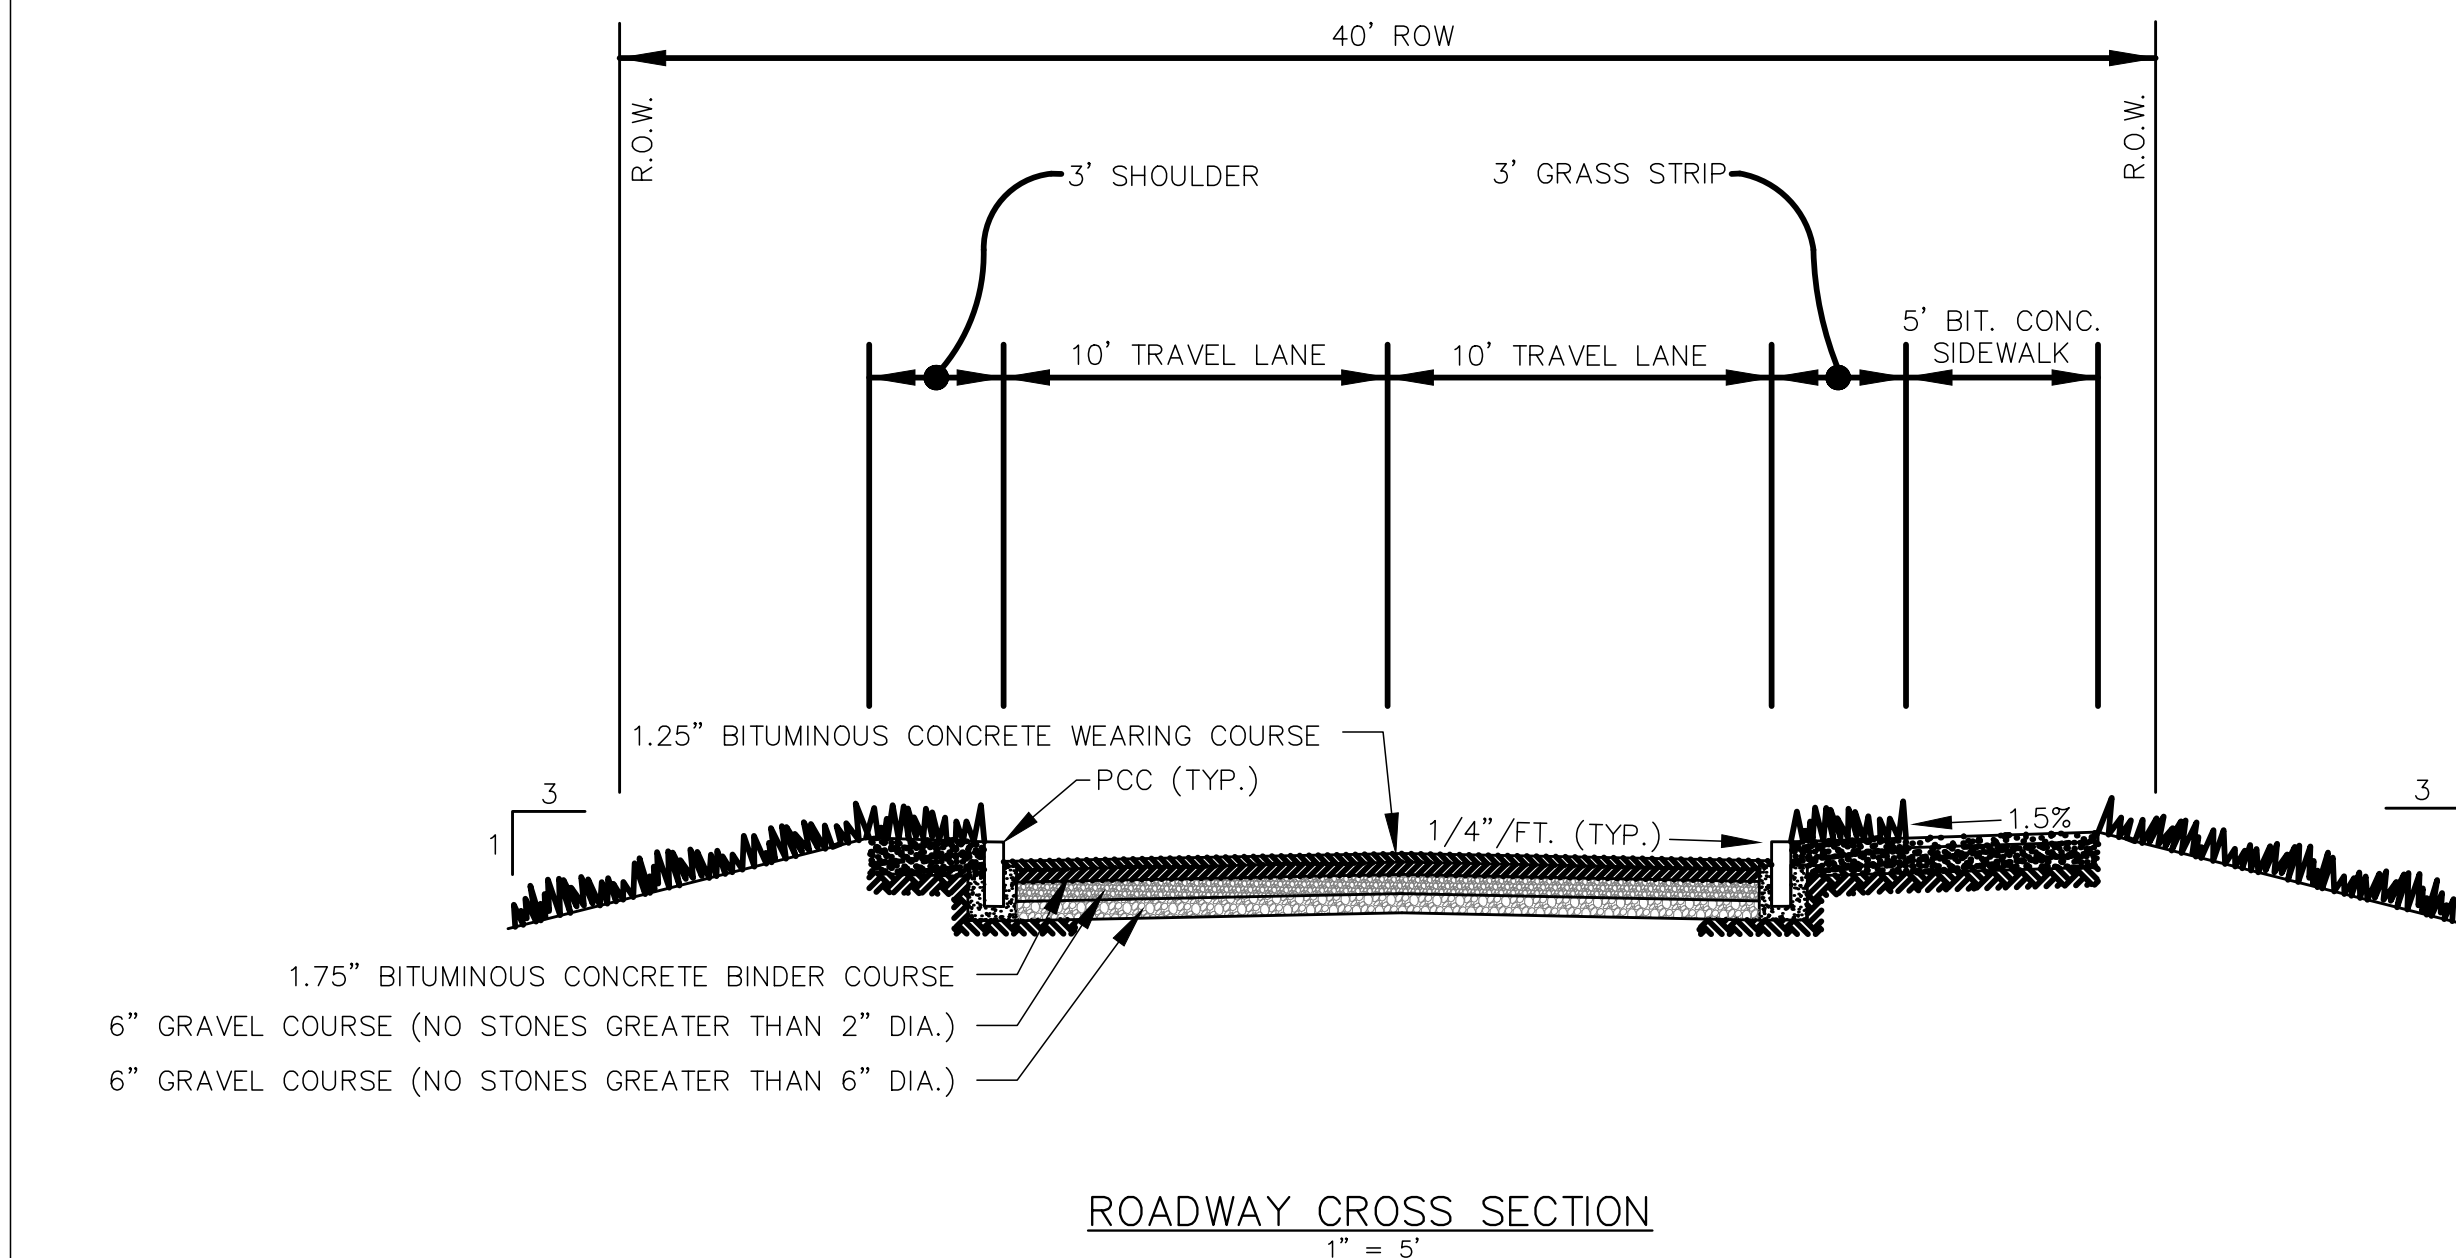 40’ ROW
R.O.W.
R.O.W.
3’ SHOULDER
3’ GRASS STRIP
10’ TRAVEL LANE
10’ TRAVEL LANE
5’ BIT. CONC.
SIDEWALK
1.25” BITUMINOUS CONCRETE WEARING COURSE
PCC (TYP.)
3
1
1/4”/FT. (TYP.)
1.5%
3
1.75” BITUMINOUS CONCRETE BINDER COURSE
6” GRAVEL COURSE (NO STONES GREATER THAN 2” DIA.)
6” GRAVEL COURSE (NO STONES GREATER THAN 6” DIA.)
ROADWAY CROSS SECTION
1” = 5’